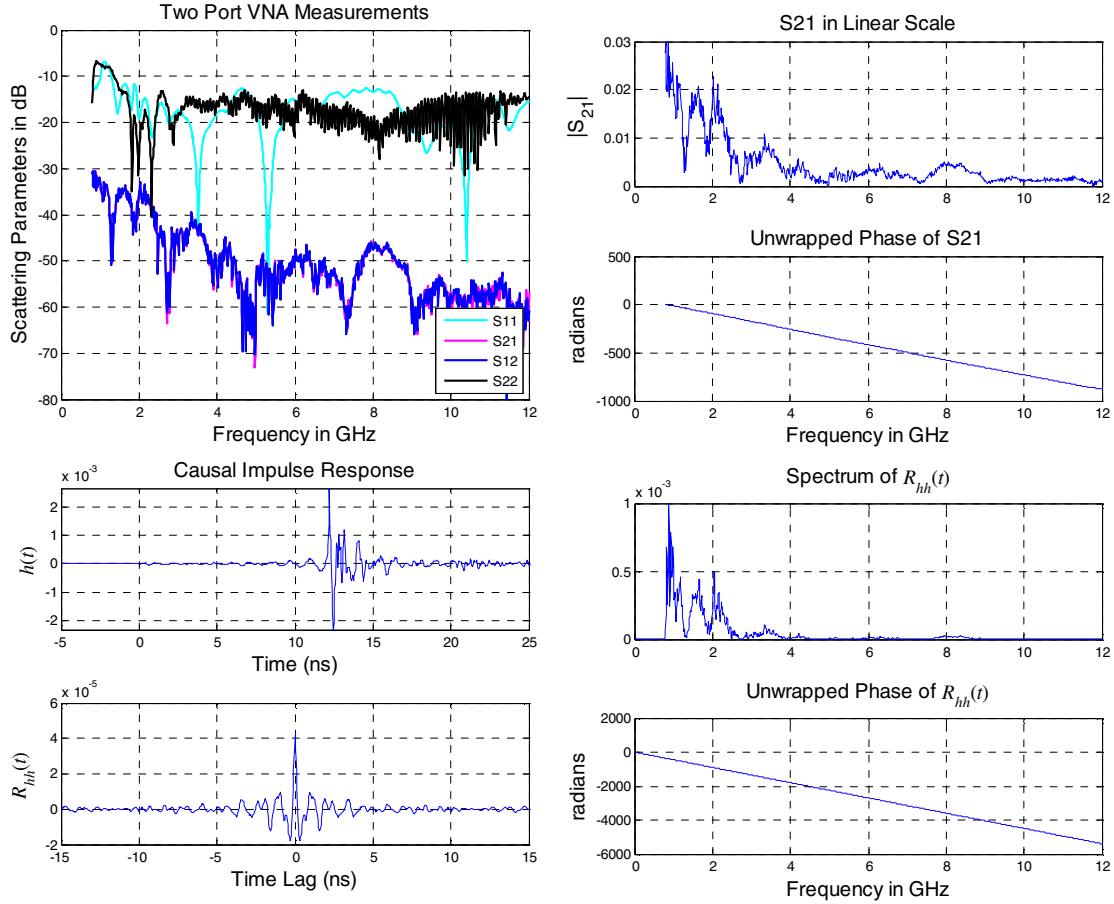 Two Port VNA Measurements
Scattering Parameters in dB
0
-10
-20
-30
-40
-50
-60
-70
-80
0 2 4 6 8 10 12
Frequency in GHz
S11
S21
S12
S22
S21 in Linear Scale
|S21|
0.03
0.02
0.01
0
0 2 4 6 8 10 12
Unwrapped Phase of S21
radians
500
0
-500
-1000
0 2 4 6 8 10 12
Frequency in GHz
Causal Impulse Response
x 10-3
h(t)
2
1
0
-1
-2
-5 0 5 10 15 20 25
Time (ns)
x 10-5
Rhh(t)
6
4
2
0
-2
-15 -10 -5 0 5 10 15
Time Lag (ns)
Spectrum of Rhh(t)
x 10-3
1
0.5
0
0 2 4 6 8 10 12
Unwrapped Phase of Rhh(t)
radians
2000
0
-2000
-4000
-6000
0 2 4 6 8 10 12
Frequency in GHz